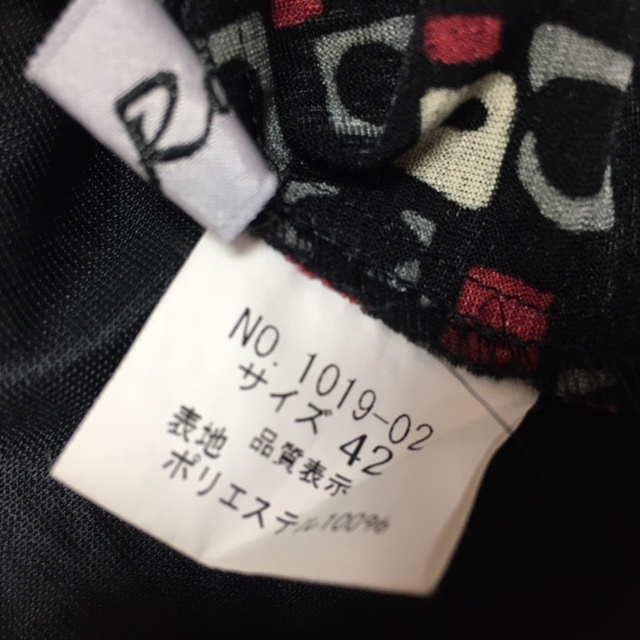 R
NO. 1019-02
サイズ 42
品質表示
表地
ポリエステル100%